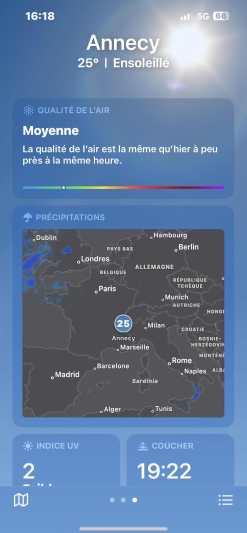 16:18
5G 66
Annecy
25° | Ensoleillé
QUALITÉ DE L'AIR
Moyenne
La qualité de l'air est la même qu'hier à peu
près à la même heure.
PRÉCIPITATIONS
Dublin
Hambourg
PAYS BAS
Berlin
Londres
BELGIQUE
ALLEMAGNE
Paris
RÉPUBLIQUE
TCHÈQUE
Munich
AUTRICHE
HONG
25
Annecy
Milan
CROATIE
Marseille
BOSNIE-
HERZÉGOVIN
Barcelone
Rome
MONTÉN
Madrid
Sardinia
Naples
ALBA
Alger
Tunis
INDICE UV
COUCHER
2
19:22